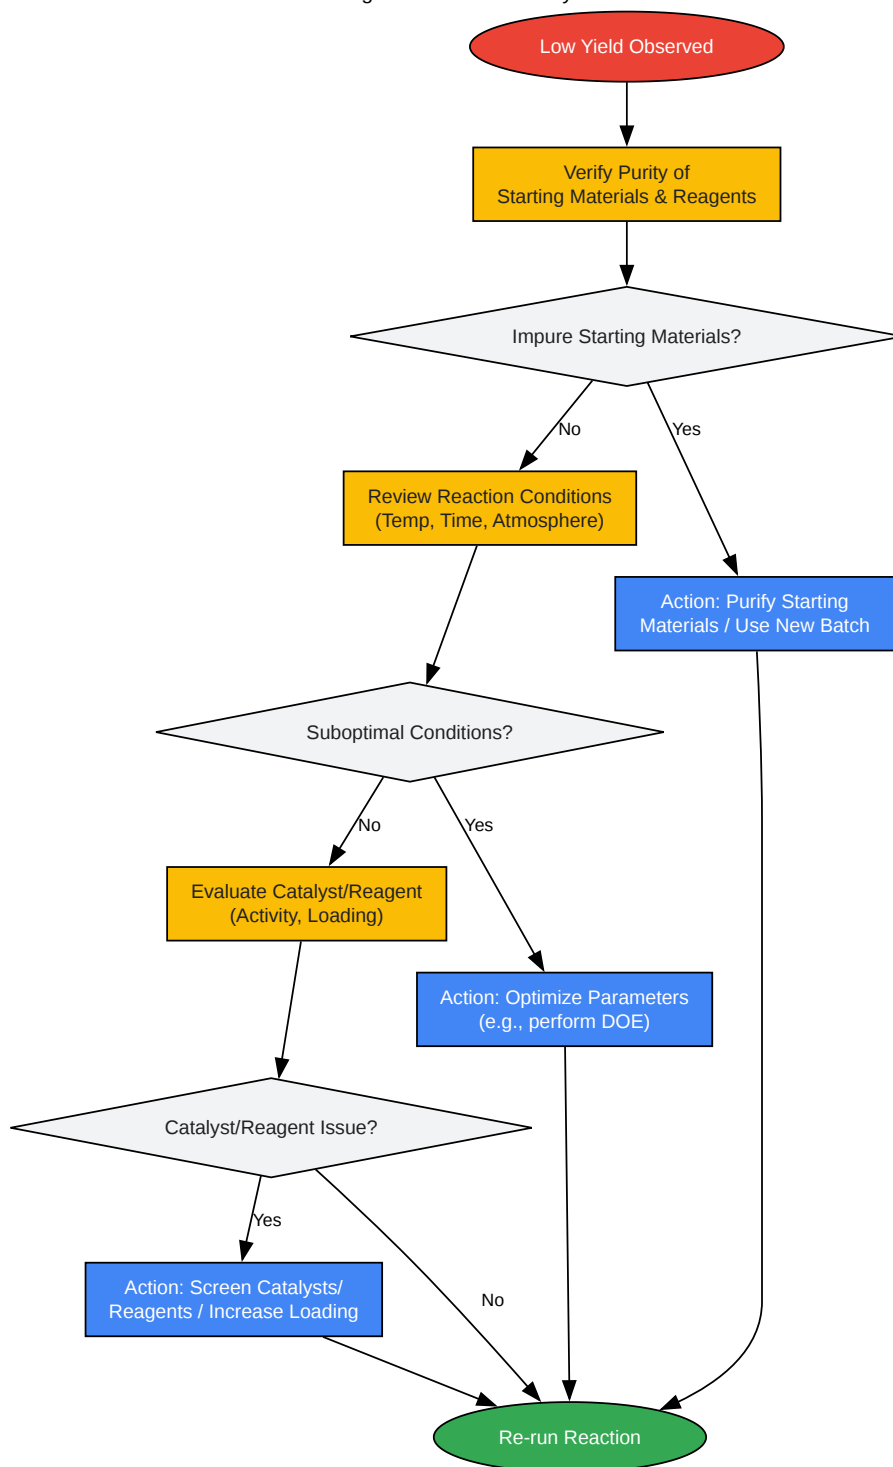 Low Yield Observed
Verify Purity of
Starting Materials & Reagents
Impure Starting Materials?
No
Yes
Review Reaction Conditions
(Temp, Time, Atmosphere)
Action: Purify Starting
Materials / Use New Batch
Suboptimal Conditions?
No
Yes
Evaluate Catalyst/Reagent
(Activity, Loading)
Action: Optimize Parameters
(e.g., perform DOE)
Catalyst/Reagent Issue?
Yes
No
Action: Screen Catalysts/
Reagents / Increase Loading
Re-run Reaction